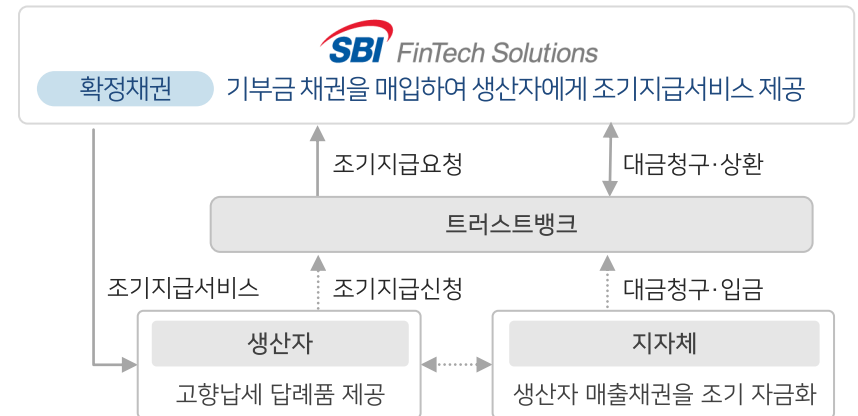 SBI FinTech Solutions
확정채권 기부금 채권을 매입하여 생산자에게 조기지급서비스 제공
조기지급요청 대금청구·상환
트러스트뱅크
조기지급서비스 조기지급신청 대금청구·입금
생산자 지자체
고향납세 답례품 제공 생산자 매출채권을 조기 자금화